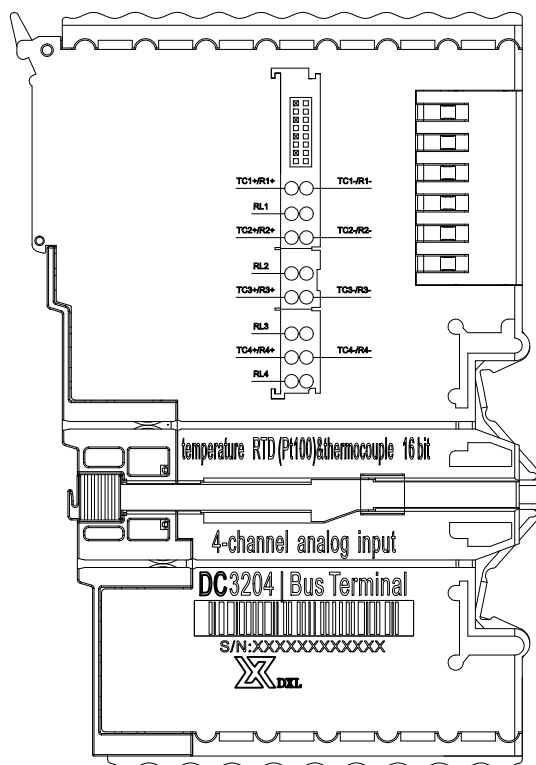 TC1+/R1+ TC1-/R1-
RL1
TC2+/R2+ TC2-/R2-
RL2
TC3+/R3+ TC3-/R3-
RL3
TC4+/R4+ TC4-/R4-
RL4
temperature RTD(Pt100)&thermocouple 16 bit
4-channel analog input
DC3204 | Bus Terminal
S/N:XXXXXXXXXXXX
DXL